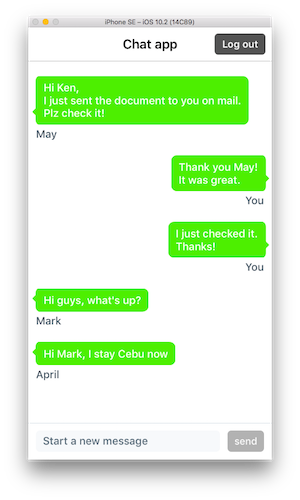 iPhone SE – iOS 10.2 (14C89)
Chat app
Log out
Hi Ken,
I just sent the document to you on mail.
Plz check it!
May
Thank you May!
It was great.
You
I just checked it.
Thanks!
You
Hi guys, what's up?
Mark
Hi Mark, I stay Cebu now
April
Start a new message
send